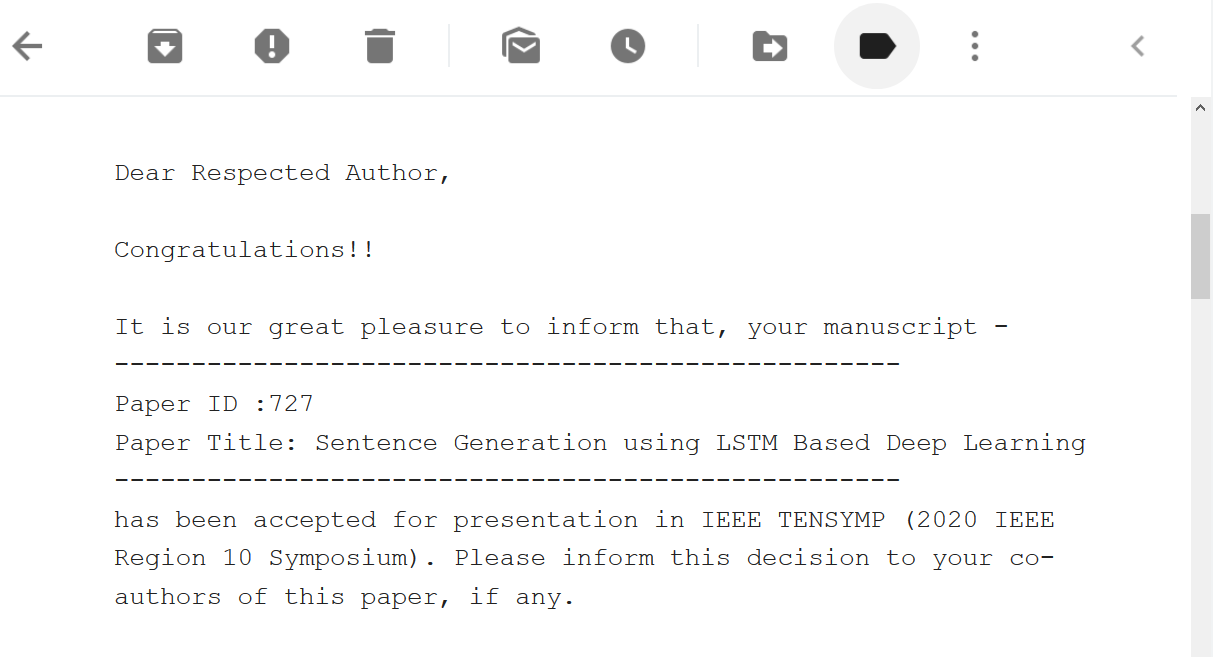 Dear Respected Author,
Congratulations!!
It is our great pleasure to inform that, your manuscript -
---------------------------------------------------
Paper ID :727
Paper Title: Sentence Generation using LSTM Based Deep Learning
---------------------------------------------------
has been accepted for presentation in IEEE TENSYMP (2020 IEEE
Region 10 Symposium). Please inform this decision to your co-
authors of this paper, if any.